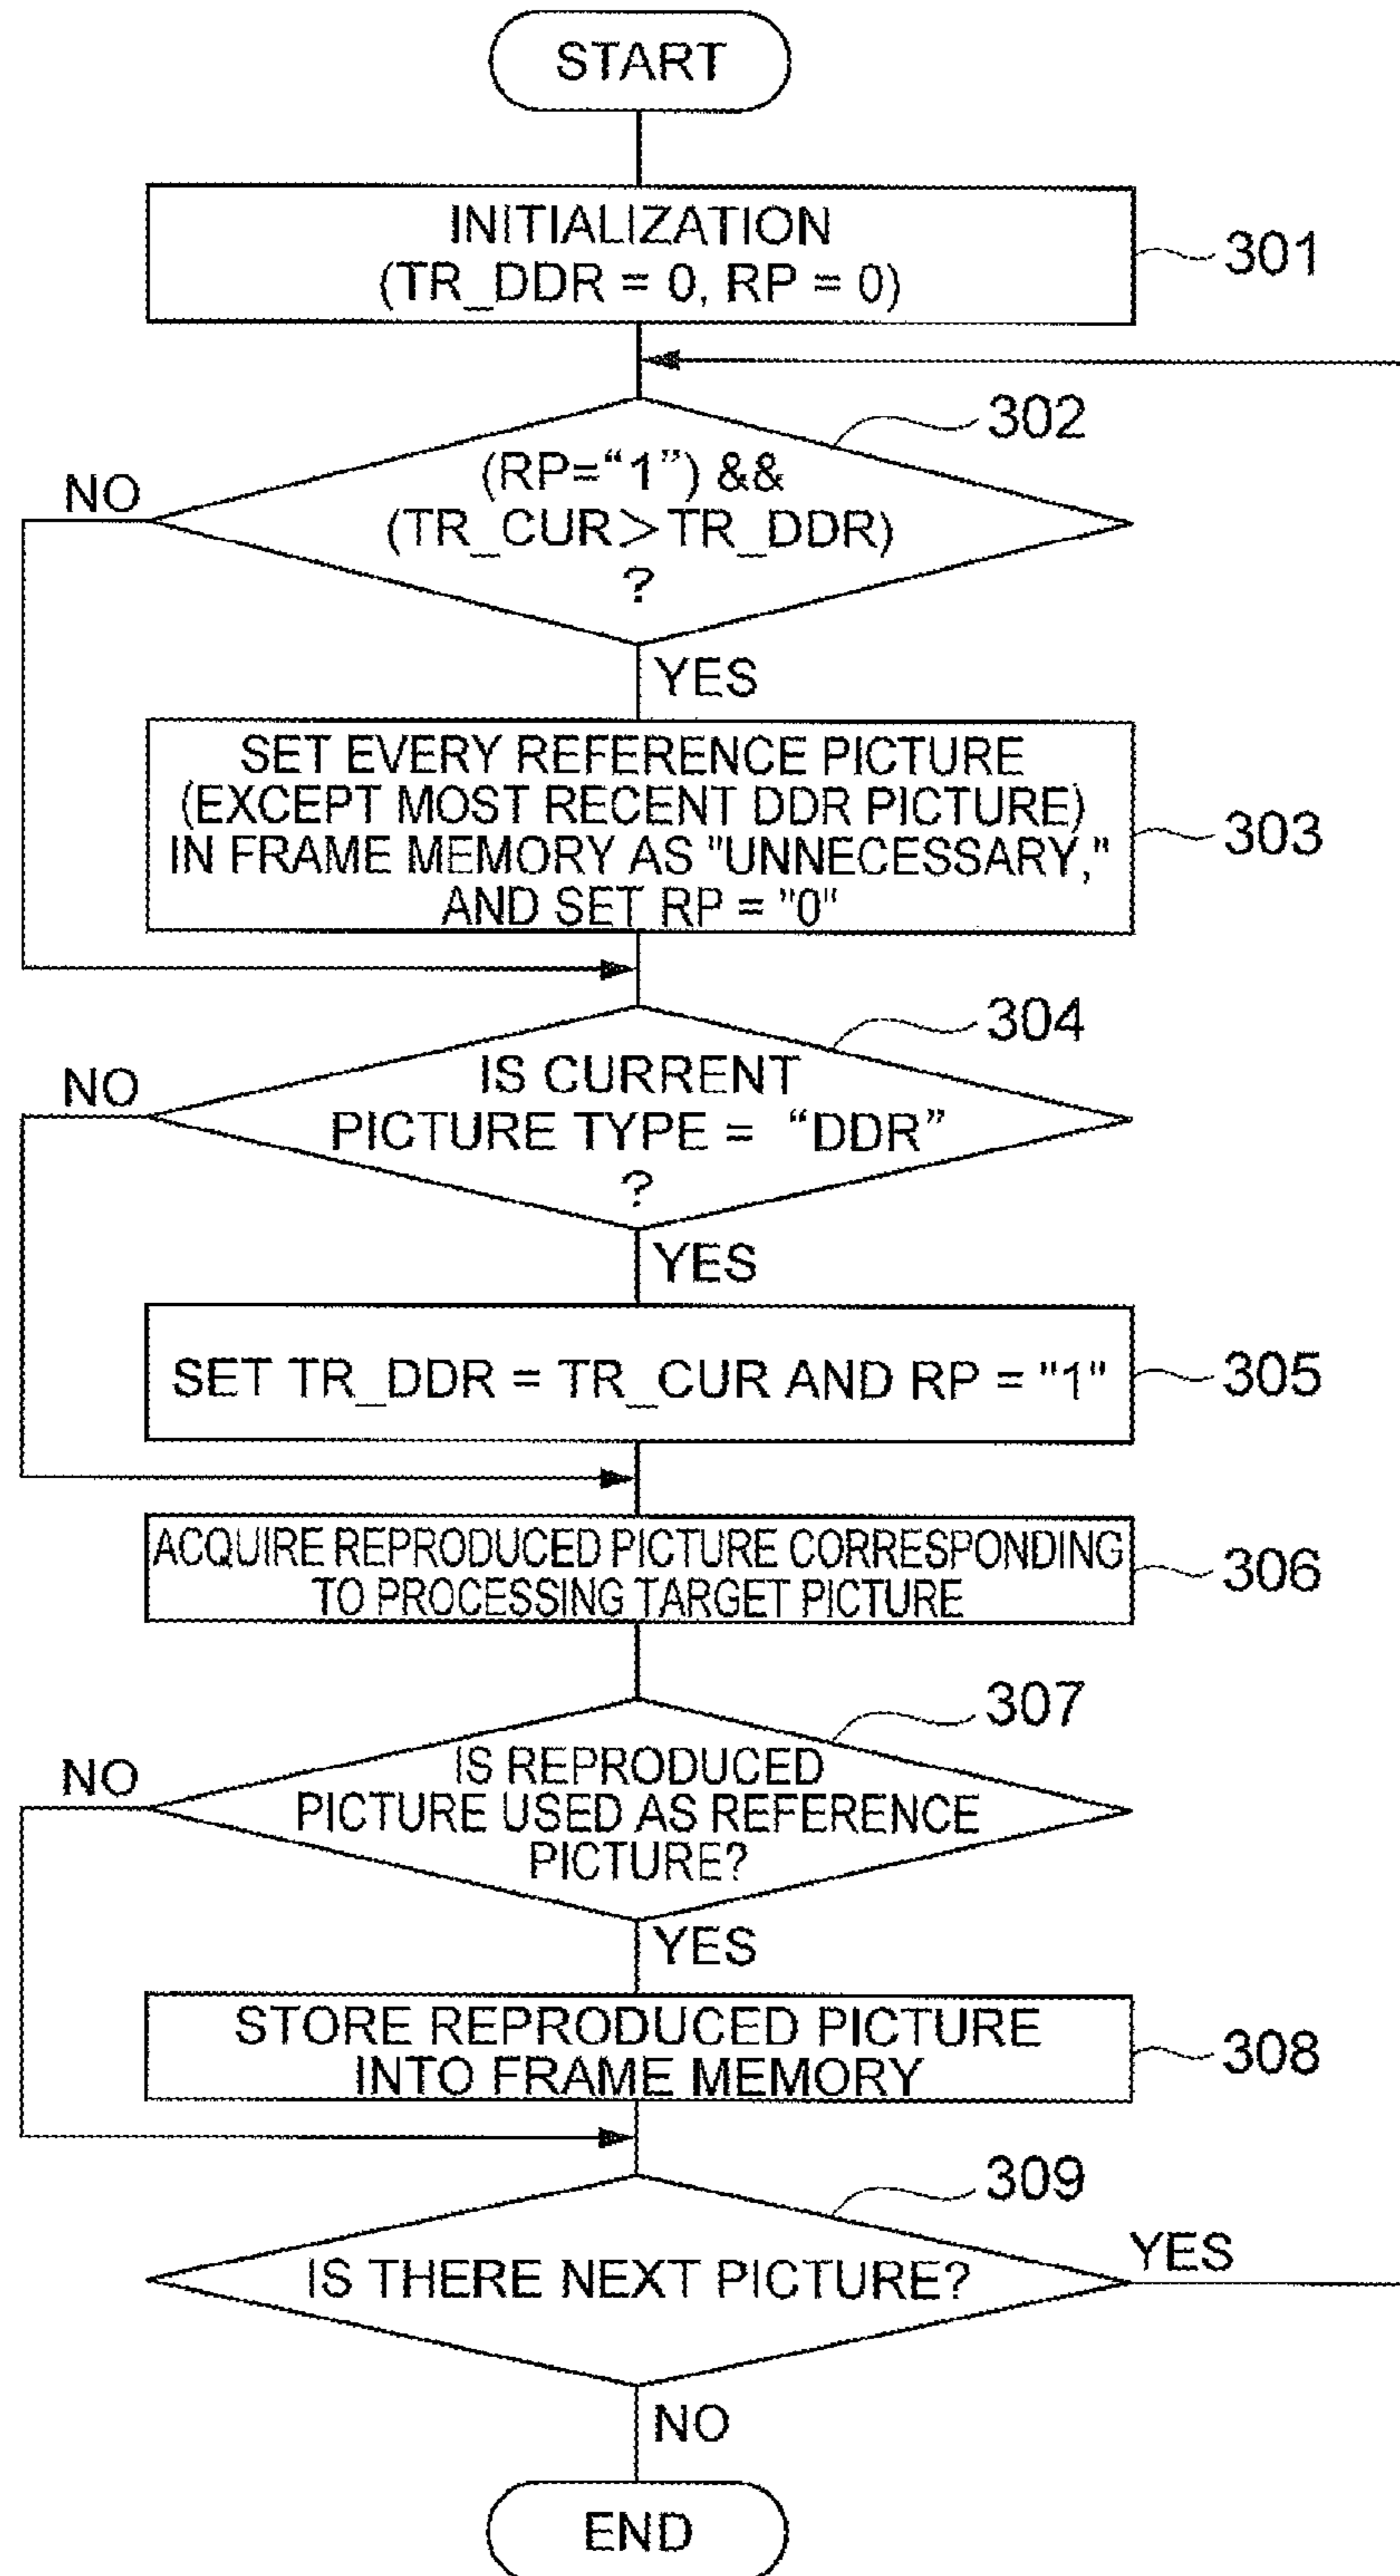 START
INITIALIZATION
(TR_DDR = 0, RP = 0)
301
302
(RP="1") &&
(TR_CUR>TR_DDR)
?
NO
YES
SET EVERY REFERENCE PICTURE
(EXCEPT MOST RECENT DDR PICTURE)
IN FRAME MEMORY AS "UNNECESSARY,"
AND SET RP = "0"
303
304
IS CURRENT
PICTURE TYPE = “DDR”
?
NO
YES
SET TR_DDR = TR_CUR AND RP = "1"
305
ACQUIRE REPRODUCED PICTURE CORRESPONDING
TO PROCESSING TARGET PICTURE
306
307
IS REPRODUCED
PICTURE USED AS REFERENCE
PICTURE?
NO
YES
STORE REPRODUCED PICTURE
INTO FRAME MEMORY
308
309
IS THERE NEXT PICTURE?
YES
NO
END